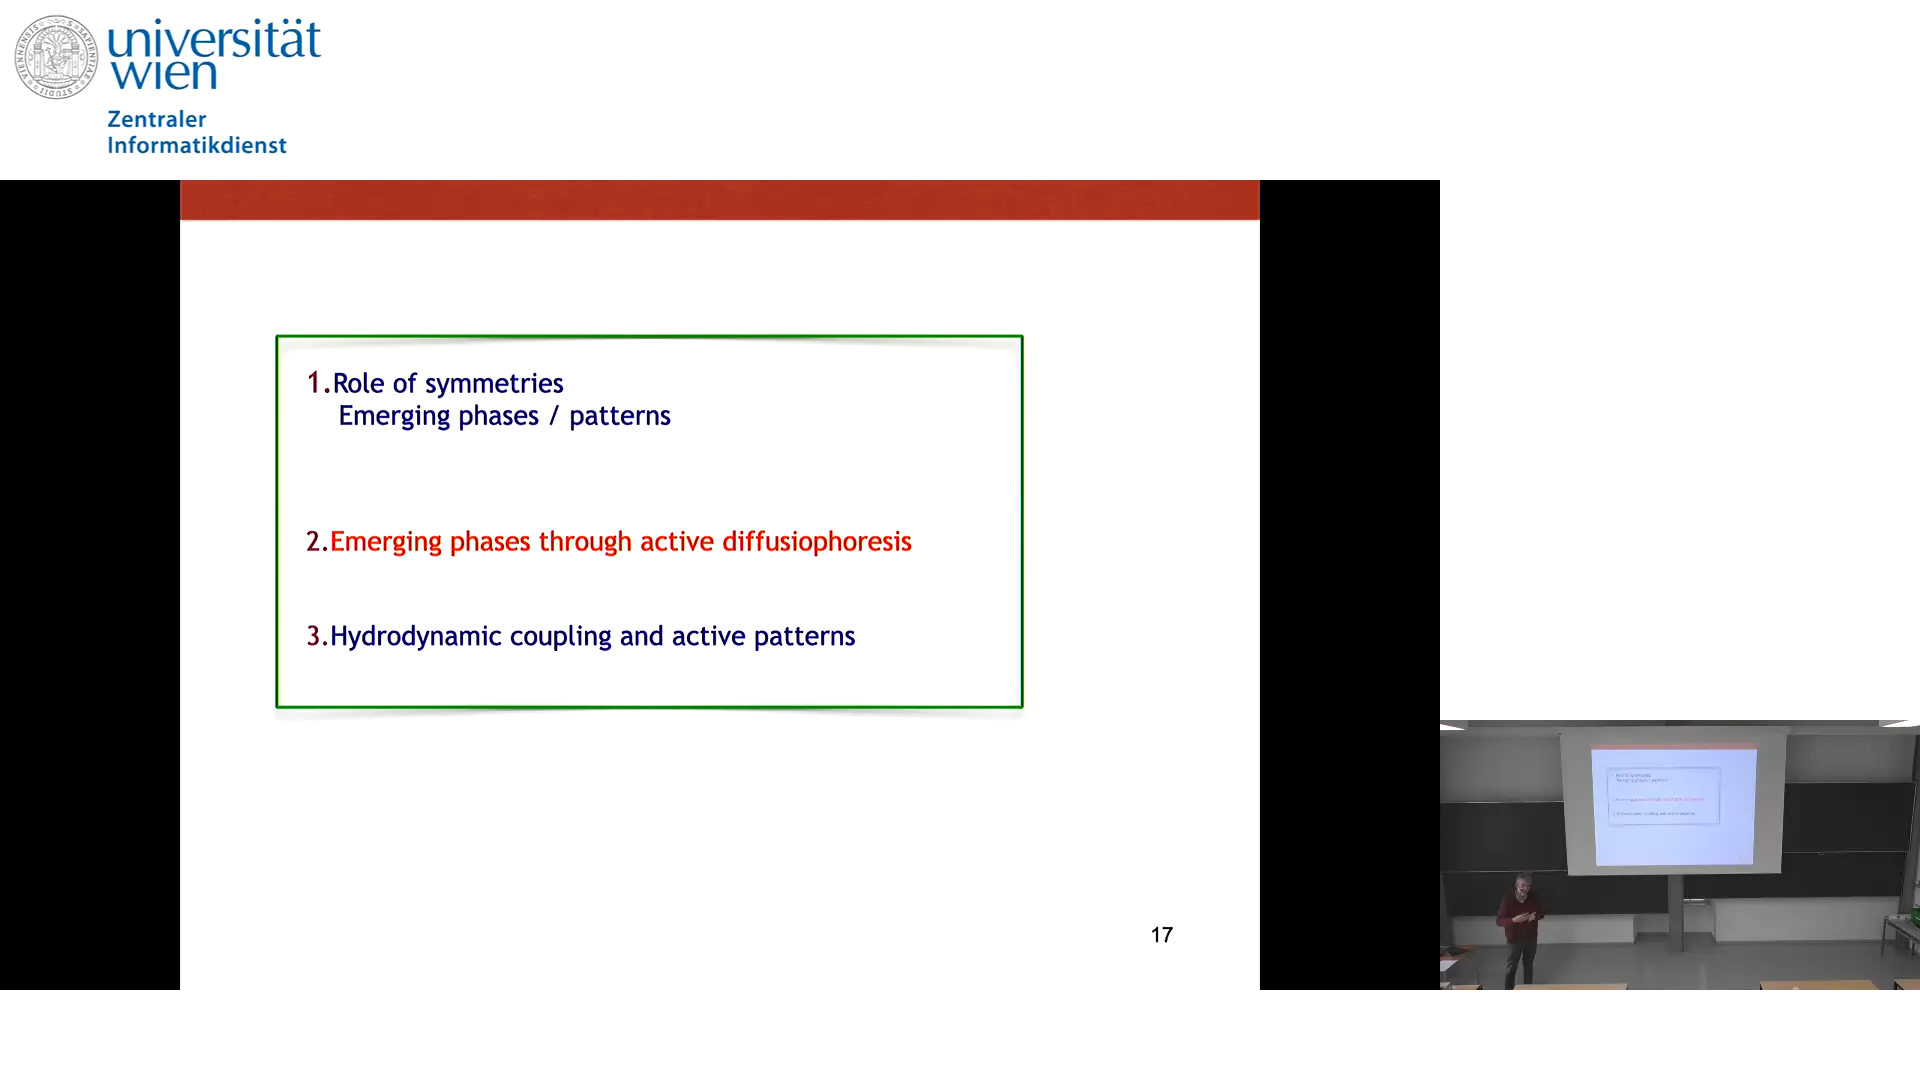 universität
wien
Zentraler
Informatikdienst
1.Role of symmetries
Emerging phases / patterns
2.Emerging phases through active diffusiophoresis
3.Hydrodynamic coupling and active patterns
17